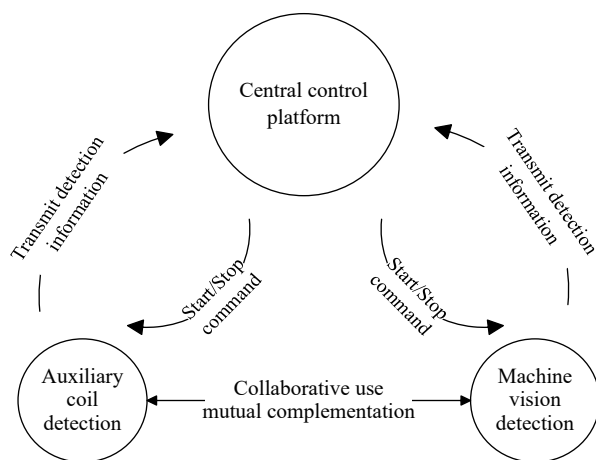 Central control
platform
Transmit detection
information
Transmit detection
information
Start/Stop
command
Start/Stop
command
Auxiliary
coil
detection
Collaborative use
mutual complementation
Machine
vision
detection